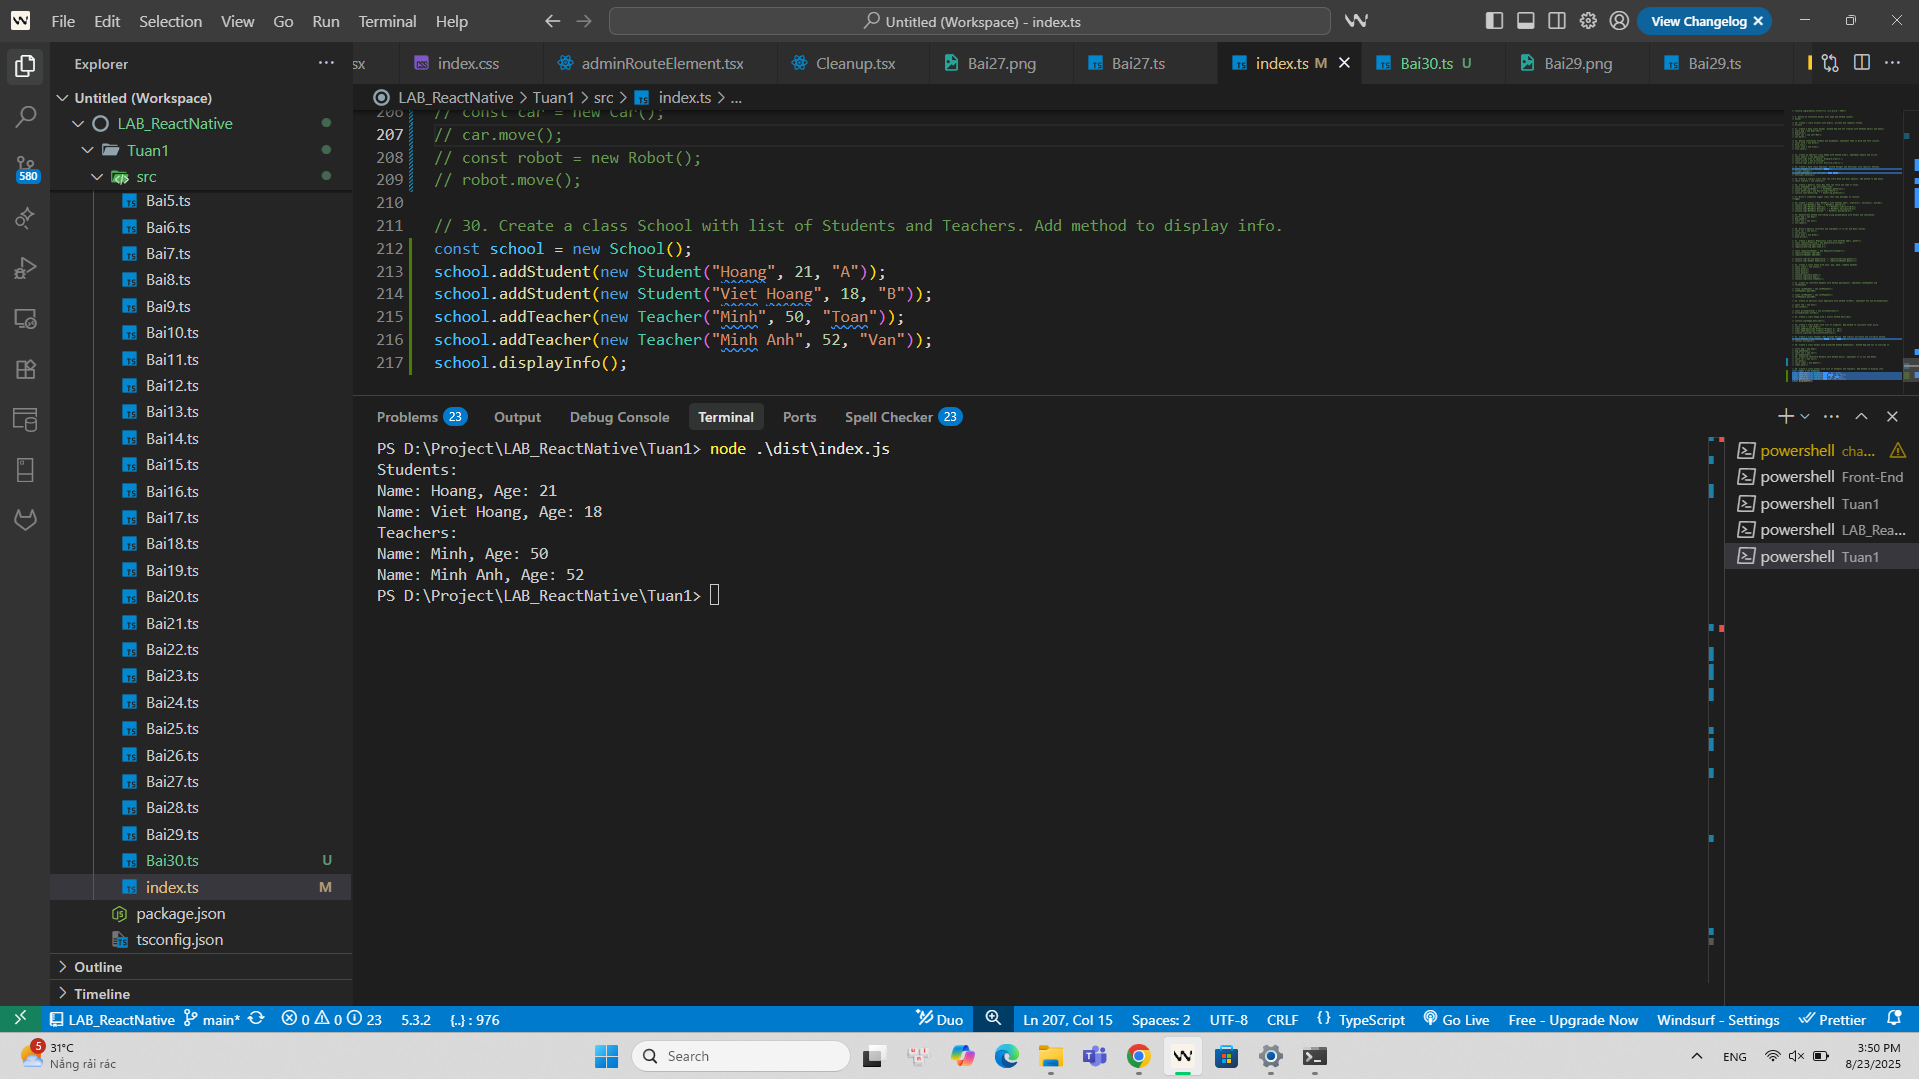 File Edit Selection View Go Run Terminal Help
Untitled (Workspace) - index.ts
View Changelog
Explorer
sx
index.css
adminRouteElement.tsx
Cleanup.tsx
Bai27.png
Bai27.ts
index.ts M
Bai30.ts U
Bai29.png
Bai29.ts
LAB_ReactNative > Tuan1 > src > index.ts > ...
Untitled (Workspace)
LAB_ReactNative
Tuan1
src
580
Bai5.ts
Bai6.ts
Bai7.ts
Bai8.ts
Bai9.ts
Bai10.ts
Bai11.ts
Bai12.ts
Bai13.ts
Bai14.ts
Bai15.ts
Bai16.ts
Bai17.ts
Bai18.ts
Bai19.ts
Bai20.ts
Bai21.ts
Bai22.ts
Bai23.ts
Bai24.ts
Bai25.ts
Bai26.ts
Bai27.ts
Bai28.ts
Bai29.ts
Bai30.ts U
index.ts M
package.json
tsconfig.json
Outline
Timeline
206 // const car = new Car();
207 // car.move();
208 // const robot = new Robot();
209 // robot.move();
210
211 // 30. Create a class School with list of Students and Teachers. Add method to display info.
212 const school = new School();
213 school.addStudent(new Student("Hoang", 21, "A"));
214 school.addStudent(new Student("Viet Hoang", 18, "B"));
215 school.addTeacher(new Teacher("Minh", 50, "Toan"));
216 school.addTeacher(new Teacher("Minh Anh", 52, "Van"));
217 school.displayInfo();
Problems 23 Output Debug Console Terminal Ports Spell Checker 23
PS D:\Project\LAB_ReactNative\Tuan1> node .\dist\index.js
Students:
Name: Hoang, Age: 21
Name: Viet Hoang, Age: 18
Teachers:
Name: Minh, Age: 50
Name: Minh Anh, Age: 52
PS D:\Project\LAB_ReactNative\Tuan1>
powershell cha...
powershell Front-End
powershell Tuan1
powershell LAB_Rea...
powershell Tuan1
LAB_ReactNative main* 0 0 23 5.3.2 {..} : 976 Duo Ln 207, Col 15 Spaces: 2 UTF-8 CRLF {} TypeScript Go Live Free - Upgrade Now Windsurf - Settings Prettier
5
31°C
Nắng rải rác
Search
ENG
3:50 PM
8/23/2025